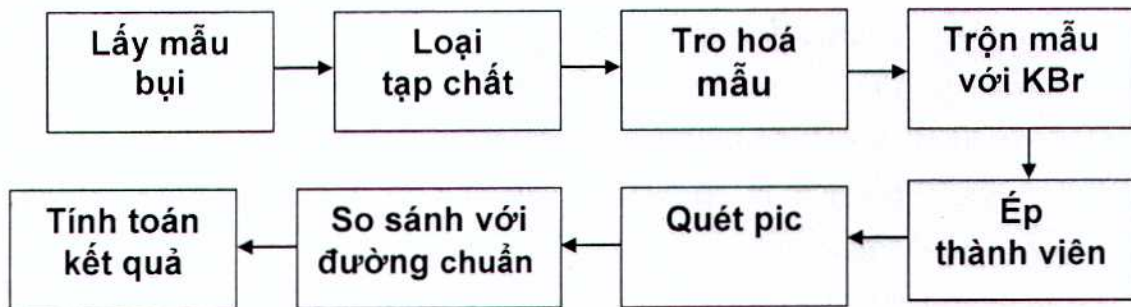 Lấy mẫu
bụi
Loại
tạp chất
Tro hoá
mẫu
Trộn mẫu
với KBr
Ép
thành viên
Quét pic
So sánh với
đường chuẩn
Tính toán
kết quả